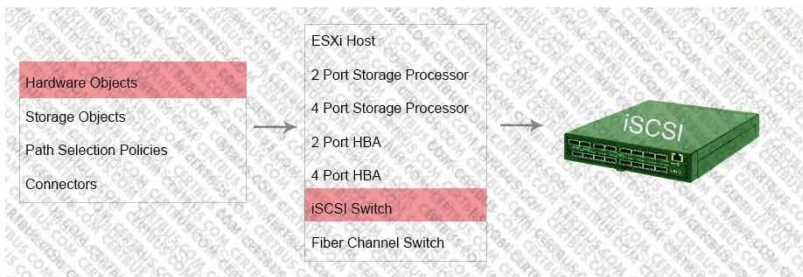 Hardware Objects
Storage Objects
Path Selection Policies
Connectors
ESXi Host
2 Port Storage Processor
4 Port Storage Processor
2 Port HBA
4 Port HBA
iSCSI Switch
Fiber Channel Switch
iSCSI